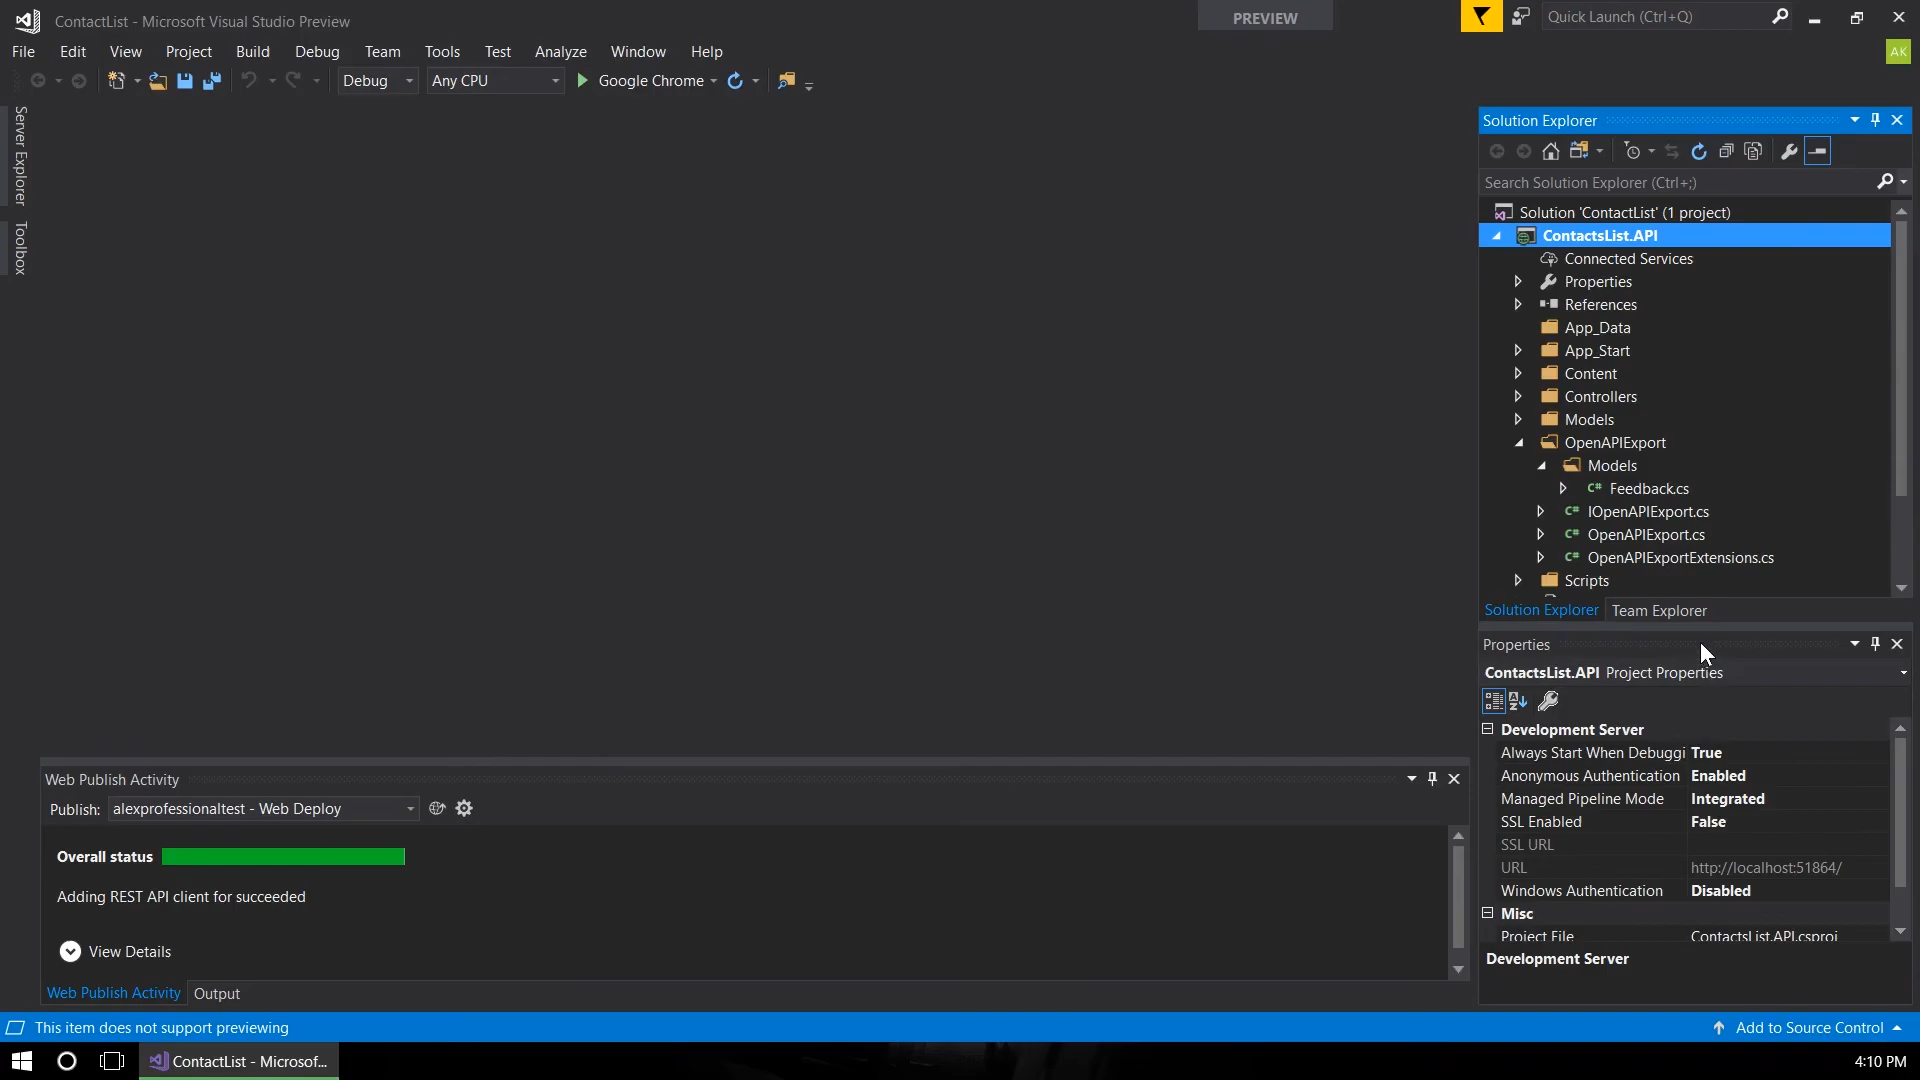 ContactList - Microsoft Visual Studio Preview
PREVIEW
Quick Launch (Ctrl+Q)
File Edit View Project Build Debug Team Tools Test Analyze Window Help
AK
Debug Any CPU Google Chrome
Server Explorer
Toolbox
Solution Explorer
Search Solution Explorer (Ctrl+;)
Solution 'ContactList' (1 project)
ContactsList.API
Connected Services
Properties
References
App_Data
App_Start
Content
Controllers
Models
OpenAPIExport
Models
C# Feedback.cs
C# IOpenAPIExport.cs
C# OpenAPIExport.cs
C# OpenAPIExportExtensions.cs
Scripts
Solution Explorer Team Explorer
Properties
ContactsList.API Project Properties
Development Server
Always Start When Debuggi True
Anonymous Authentication Enabled
Managed Pipeline Mode Integrated
SSL Enabled False
SSL URL
URL http://localhost:51864/
Windows Authentication Disabled
Misc
Project File ContactsList.API.csproj
Development Server
Web Publish Activity
Publish: alexprofessionaltest - Web Deploy
Overall status
Adding REST API client for succeeded
View Details
Web Publish Activity Output
This item does not support previewing
Add to Source Control
ContactList - Microsof...
4:10 PM